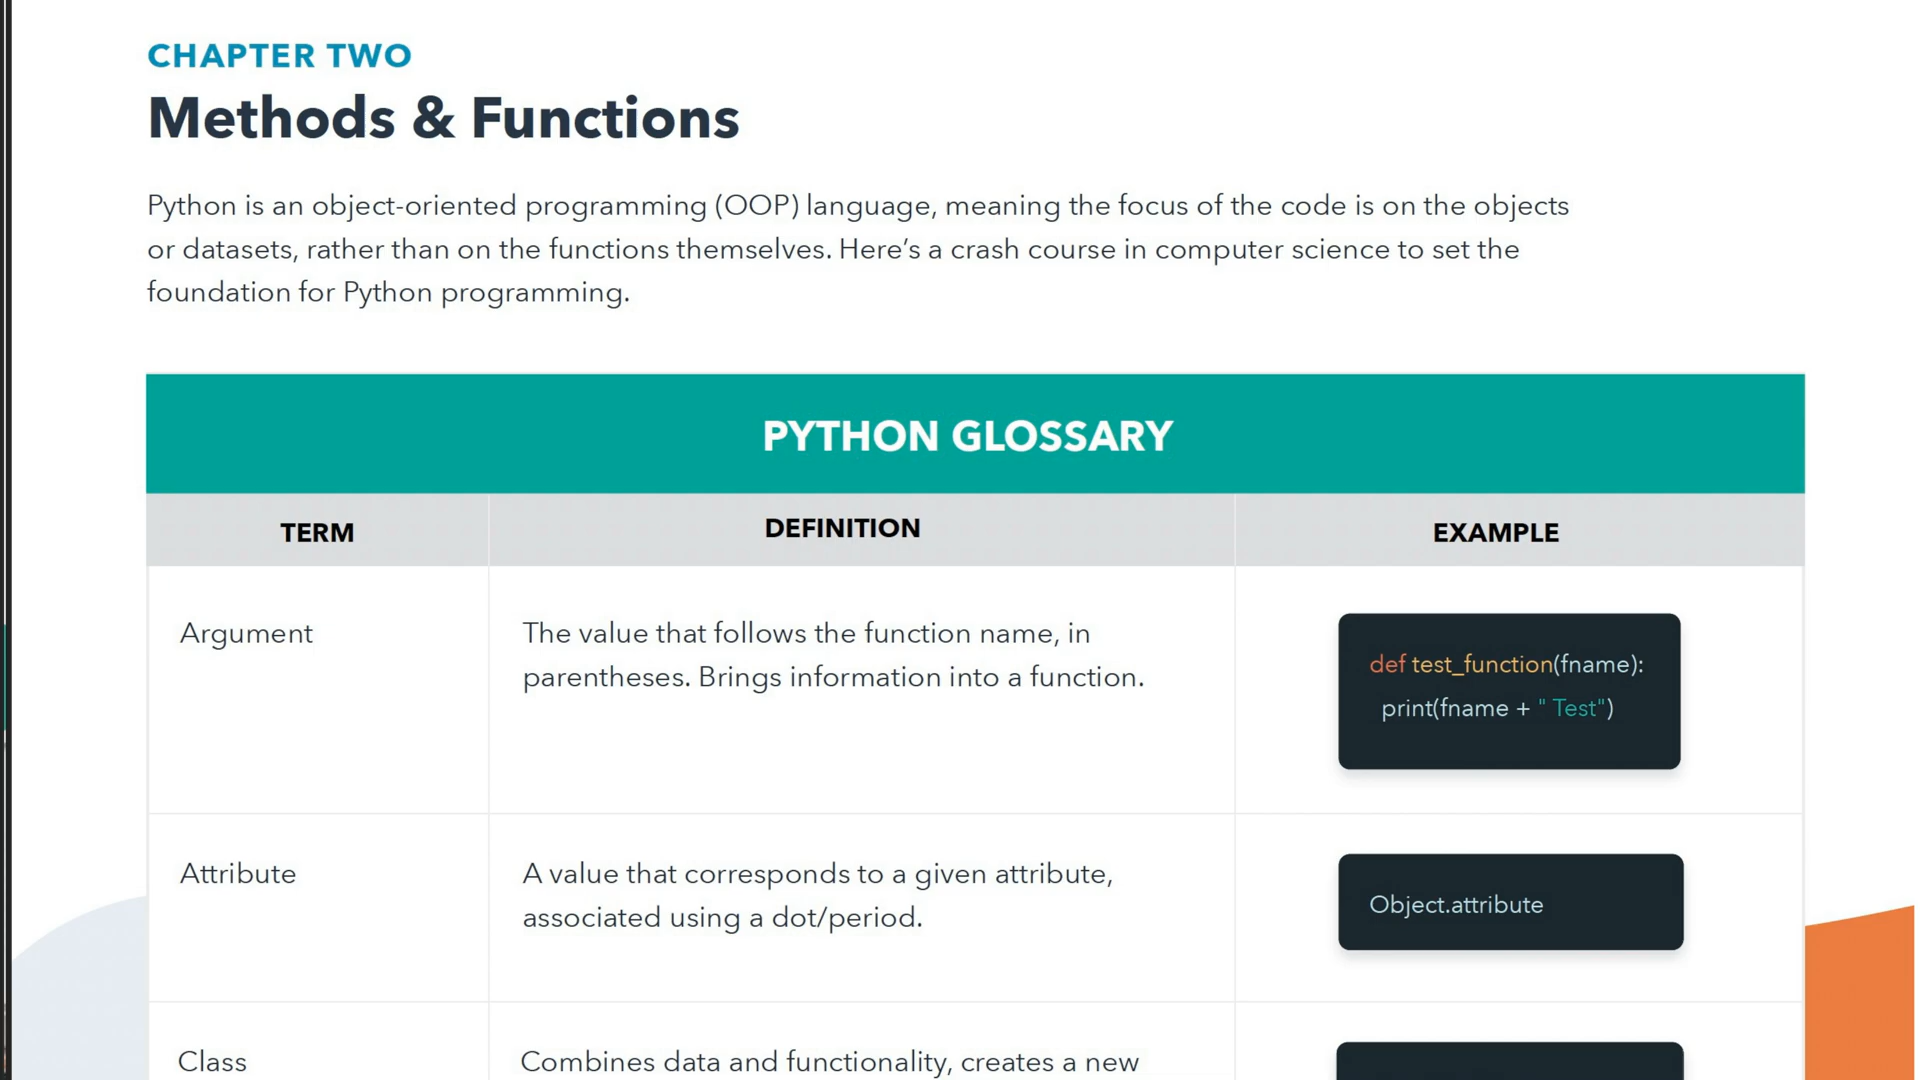 CHAPTER TWO
Methods & Functions
Python is an object-oriented programming (OOP) language, meaning the focus of the code is on the objects
or datasets, rather than on the functions themselves. Here’s a crash course in computer science to set the
foundation for Python programming.
PYTHON GLOSSARY
TERM
DEFINITION
EXAMPLE
Argument
The value that follows the function name, in
parentheses. Brings information into a function.
def test_function(fname):
print(fname + " Test")
Attribute
A value that corresponds to a given attribute,
associated using a dot/period.
Object.attribute
Class
Combines data and functionality, creates a new